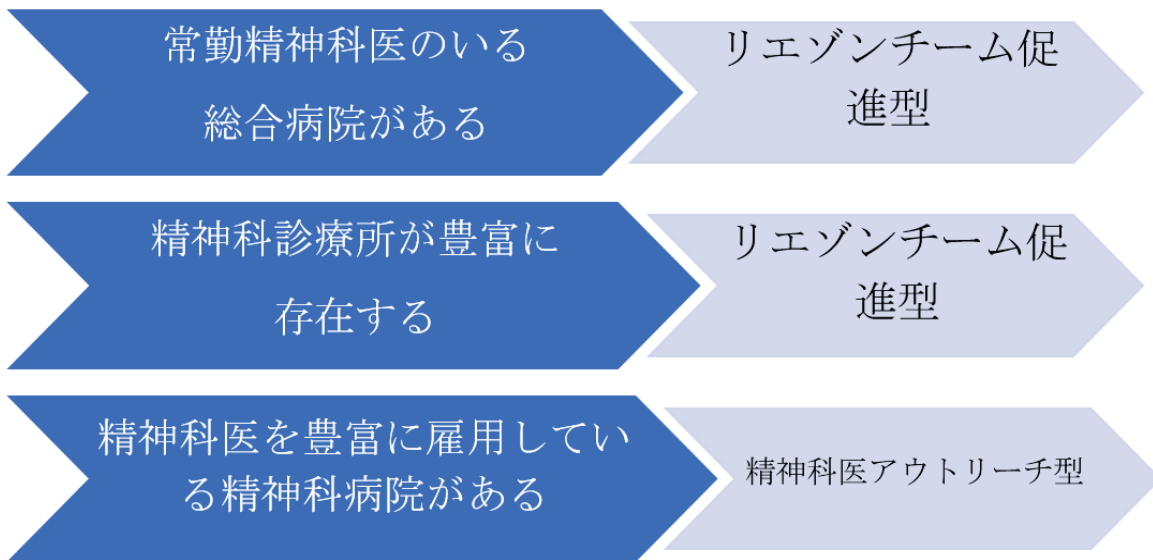 常勤精神科医のいる
総合病院がある
リエゾンチーム促
進型
精神科診療所が豊富に
存在する
リエゾンチーム促
進型
精神科医を豊富に雇用してい
る精神科病院がある
精神科医アウトリーチ型